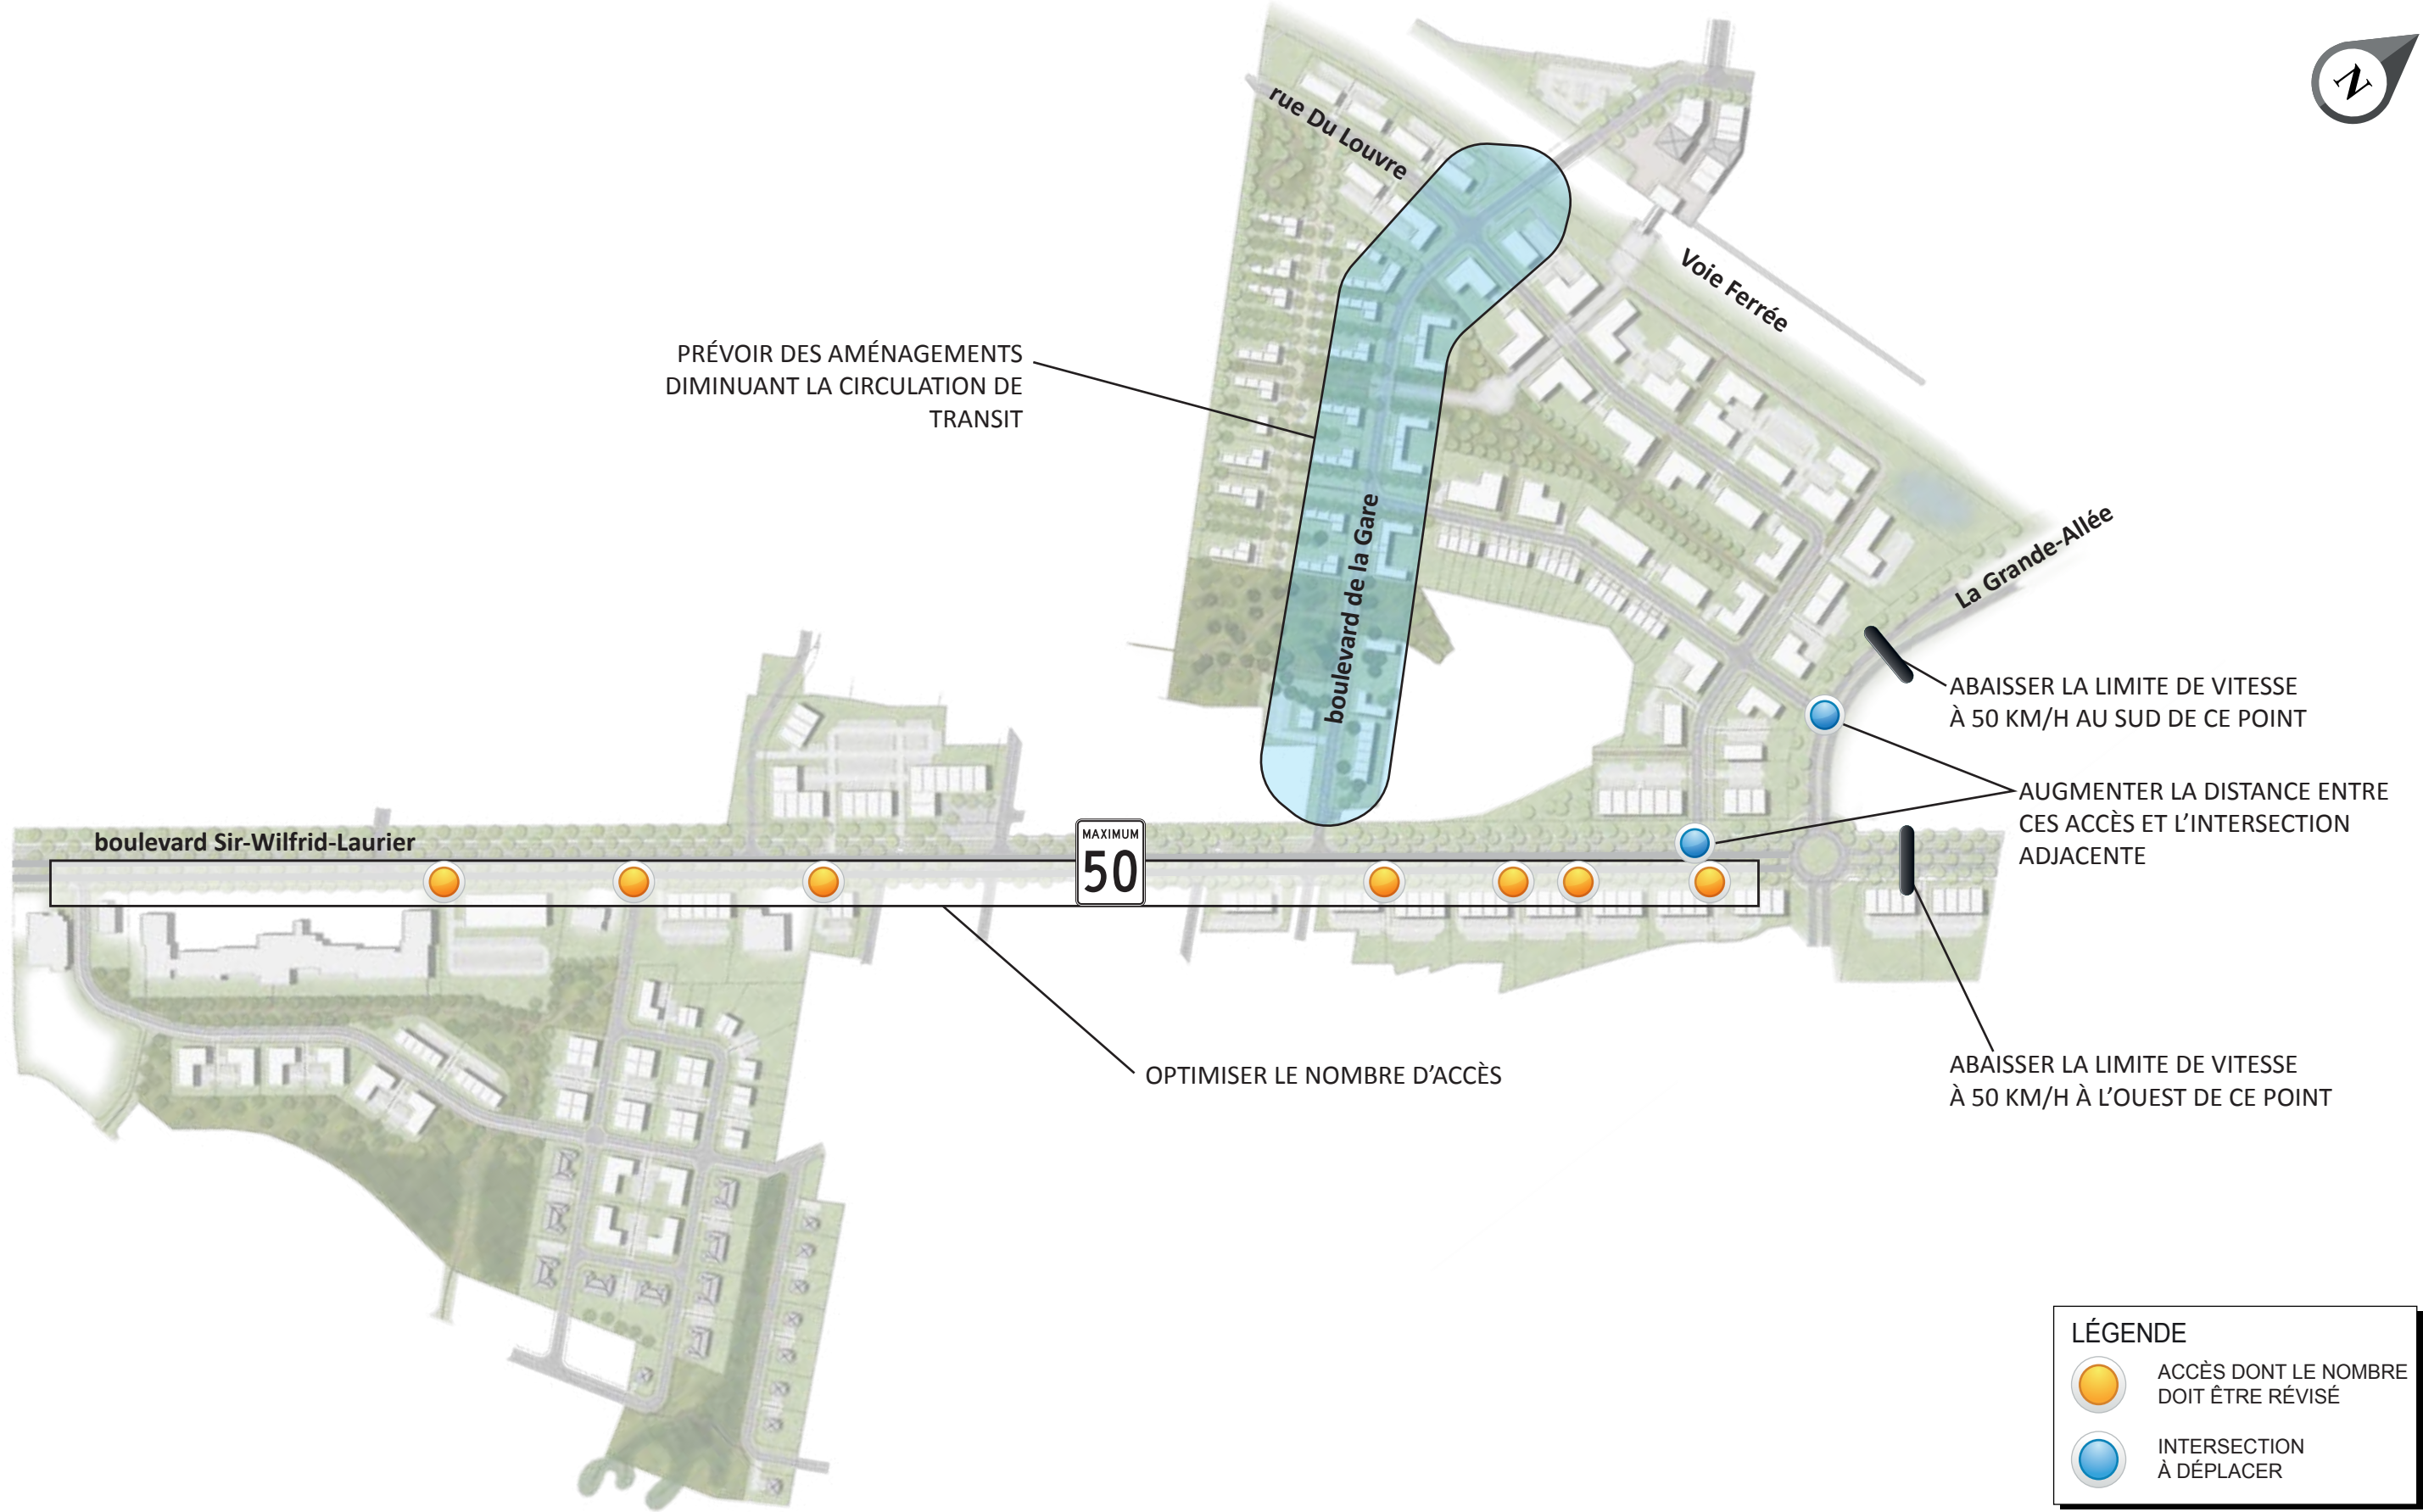 N
rue Du Louvre
Voie Ferrée
PRÉVOIR DES AMÉNAGEMENTS
DIMINUANT LA CIRCULATION DE
TRANSIT
boulevard de la Gare
La Grande-Allée
ABAISSER LA LIMITE DE VITESSE
À 50 KM/H AU SUD DE CE POINT
AUGMENTER LA DISTANCE ENTRE
CES ACCÈS ET L’INTERSECTION
ADJACENTE
boulevard Sir-Wilfrid-Laurier
MAXIMUM
50
OPTIMISER LE NOMBRE D’ACCÈS
ABAISSER LA LIMITE DE VITESSE
À 50 KM/H À L’OUEST DE CE POINT
LÉGENDE
ACCÈS DONT LE NOMBRE
DOIT ÊTRE RÉVISÉ
INTERSECTION
À DÉPLACER